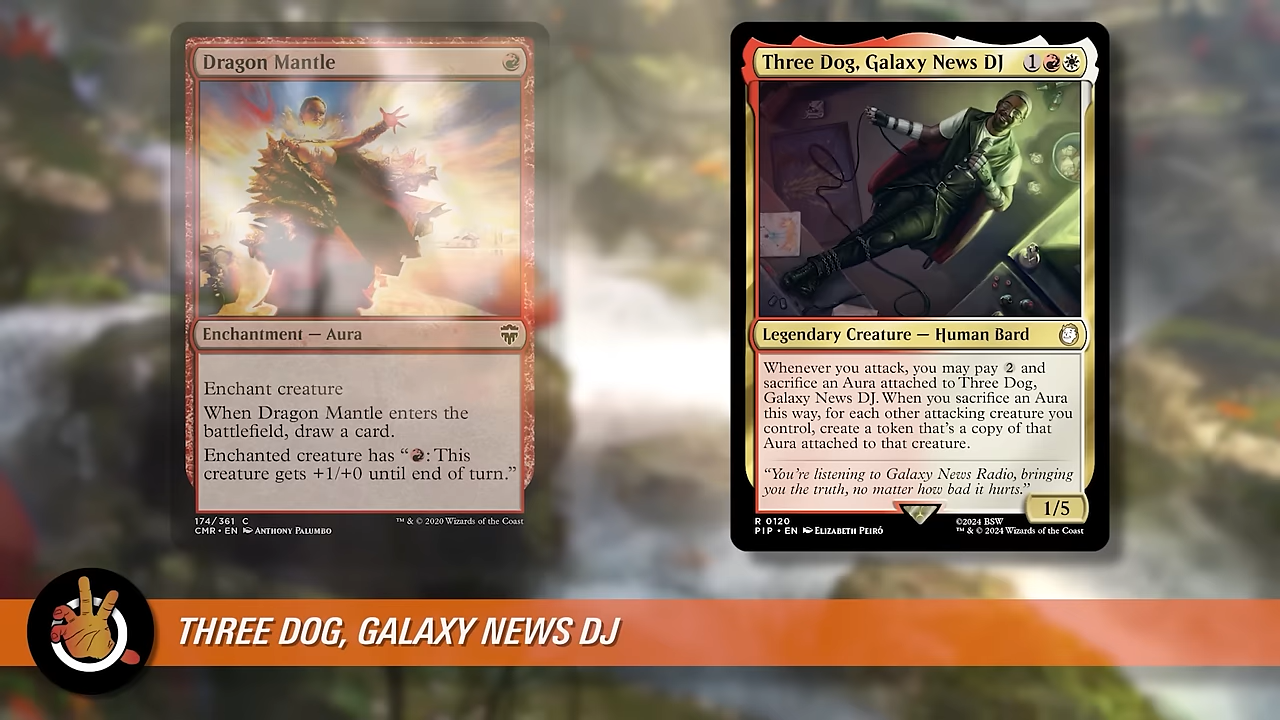 Dragon Mantle
Enchantment — Aura
Enchant creature
When Dragon Mantle enters the
battlefield, draw a card.
Enchanted creature has “R: This
creature gets +1/+0 until end of turn.”
174/361 C
CMR • EN Anthony Palumbo
™ & © 2020 Wizards of the Coast
Three Dog, Galaxy News DJ 1
Legendary Creature — Human Bard
Whenever you attack, you may pay 2 and
sacrifice an Aura attached to Three Dog,
Galaxy News DJ. When you sacrifice an Aura
this way, for each other attacking creature you
control, create a token that’s a copy of that
Aura attached to that creature.
“You’re listening to Galaxy News Radio, bringing
you the truth, no matter how bad it hurts.”
1/5
R 0120
PIP • EN Elizabeth Peiró
©2024 BSW
™ & © 2024 Wizards of the Coast
THREE DOG, GALAXY NEWS DJ